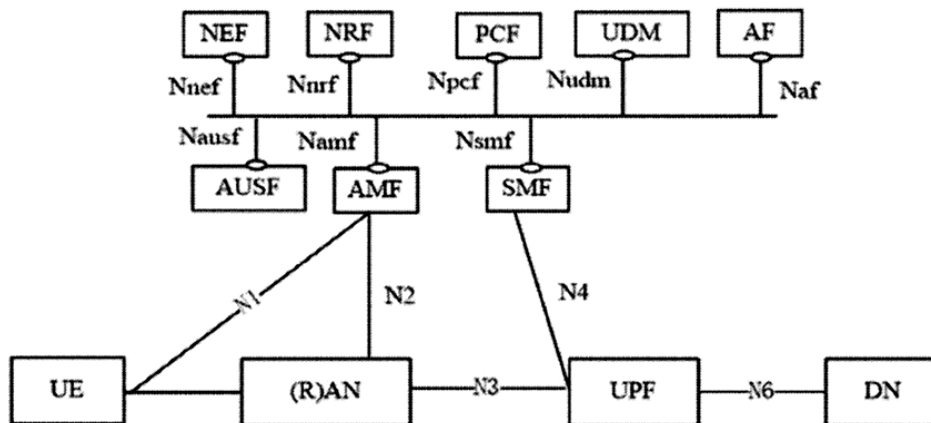 NEF NRF PCF UDM AF
Nnef Nnrf Npcf Nudm Naf
Nausf Namf Nsmf
AUSF AMF SMF
N1 N2 N4
UE (R)AN N3 UPF N6 DN